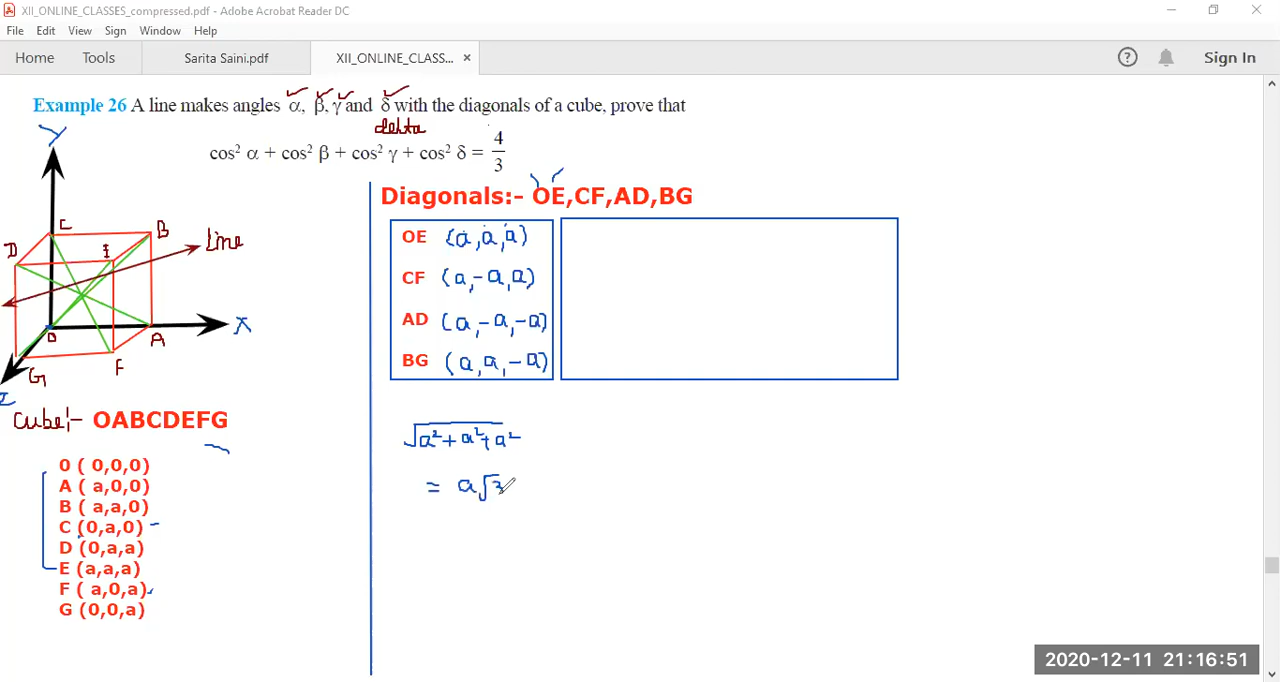 XII_ONLINE_CLASSES_compressed.pdf - Adobe Acrobat Reader DC
File Edit View Sign Window Help
Home Tools Sarita Saini.pdf XII_ONLINE_CLASS... × ? Sign In
Example 26 A line makes angles α, β, γ and δ with the diagonals of a cube, prove that
delta
cos² α + cos² β + cos² γ + cos² δ = 4/3
Y
C
B
D
E
Line
O
A
X
G
F
Z
Cube:- OABCDEFG
0 ( 0,0,0)
A ( a,0,0)
B ( a,a,0)
C (0,a,0)
D (0,a,a)
E (a,a,a)
F ( a,0,a)
G (0,0,a)
Diagonals:- OE,CF,AD,BG
OE (a,a,a)
CF (a,-a,a)
AD (a,-a,-a)
BG (a,a,-a)
√a²+a²+a²
= a√3
2020-12-11 21:16:51